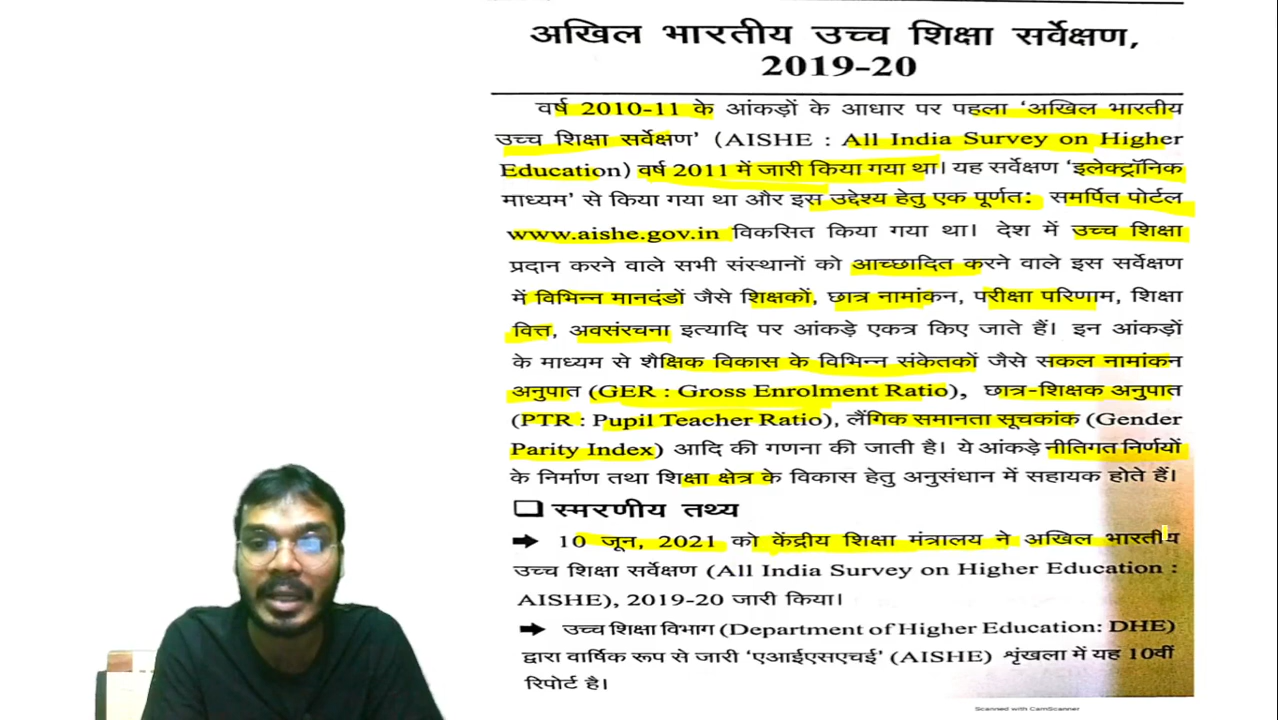 अखिल भारतीय उच्च शिक्षा सर्वेक्षण,
2019-20
वर्ष 2010-11 के आंकड़ों के आधार पर पहला ‘अखिल भारतीय
उच्च शिक्षा सर्वेक्षण’ (AISHE : All India Survey on Higher
Education) वर्ष 2011 में जारी किया गया था। यह सर्वेक्षण ‘इलेक्ट्रॉनिक
माध्यम’ से किया गया था और इस उद्देश्य हेतु एक पूर्णत: समर्पित पोर्टल
www.aishe.gov.in विकसित किया गया था। देश में उच्च शिक्षा
प्रदान करने वाले सभी संस्थानों को आच्छादित करने वाले इस सर्वेक्षण
में विभिन्न मानदंडों जैसे शिक्षकों, छात्र नामांकन, परीक्षा परिणाम, शिक्षा
वित्त, अवसंरचना इत्यादि पर आंकड़े एकत्र किए जाते हैं। इन आंकड़ों
के माध्यम से शैक्षिक विकास के विभिन्न संकेतकों जैसे सकल नामांकन
अनुपात (GER : Gross Enrolment Ratio), छात्र-शिक्षक अनुपात
(PTR : Pupil Teacher Ratio), लैंगिक समानता सूचकांक (Gender
Parity Index) आदि की गणना की जाती है। ये आंकड़े नीतिगत निर्णयों
के निर्माण तथा शिक्षा क्षेत्र के विकास हेतु अनुसंधान में सहायक होते हैं।
❑ स्मरणीय तथ्य
➡ 10 जून, 2021 को केंद्रीय शिक्षा मंत्रालय ने अखिल भारतीय
उच्च शिक्षा सर्वेक्षण (All India Survey on Higher Education :
AISHE), 2019-20 जारी किया।
➡ उच्च शिक्षा विभाग (Department of Higher Education: DHE)
द्वारा वार्षिक रूप से जारी ‘एआईएसएचई’ (AISHE) शृंखला में यह 10वीं
रिपोर्ट है।
Scanned with CamScanner